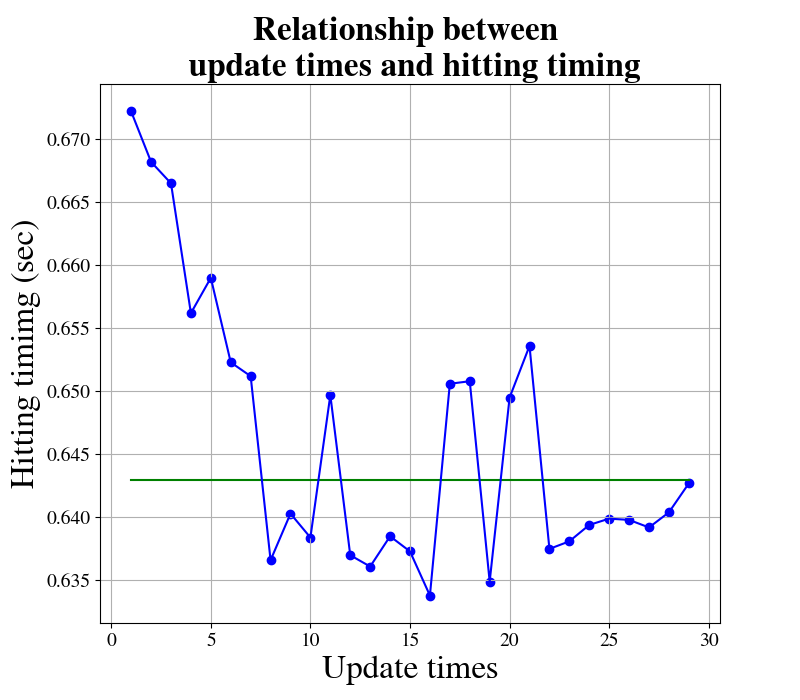 Relationship between
update times and hitting timing
Hitting timimg (sec)
0.670
0.665
0.660
0.655
0.650
0.645
0.640
0.635
0 5 10 15 20 25 30
Update times